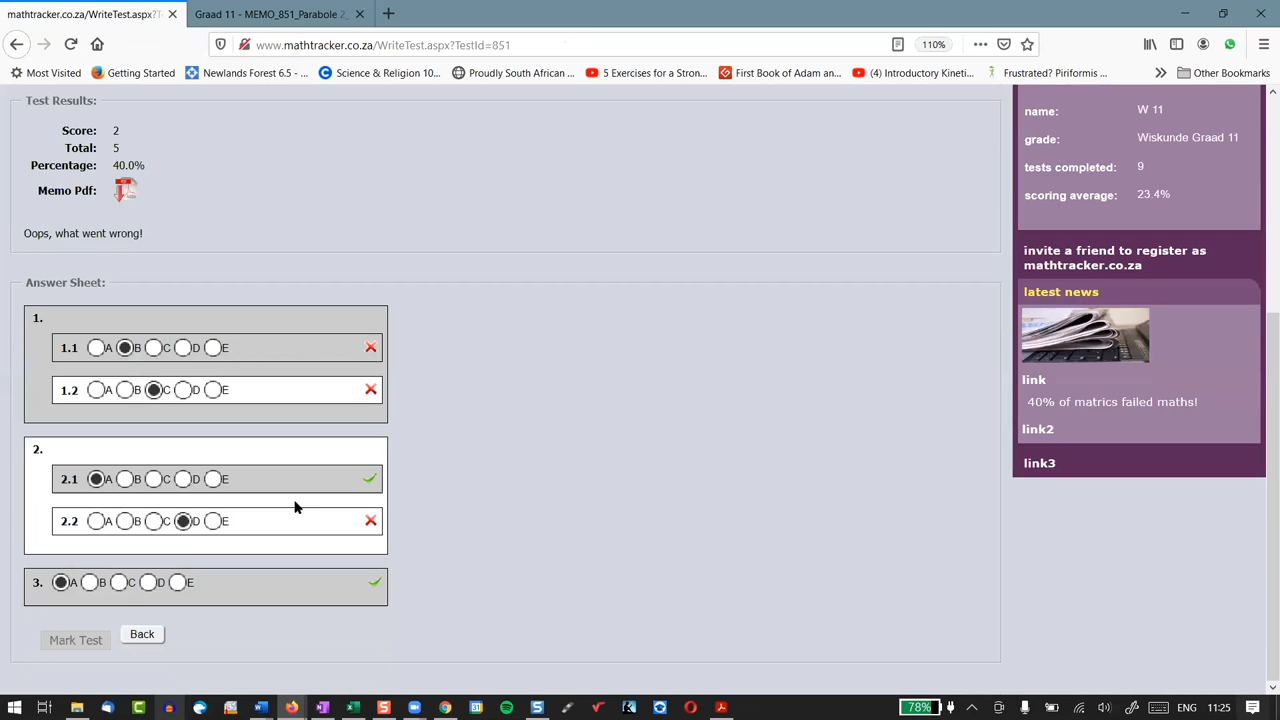 mathtracker.co.za/WriteTest.aspx?T
Graad 11 - MEMO_851_Parabole 2_
www.mathtracker.co.za/WriteTest.aspx?TestId=851
110%
Most Visited
Getting Started
Newlands Forest 6.5 - ...
Science & Religion 10...
Proudly South African ...
5 Exercises for a Stron...
First Book of Adam an...
(4) Introductory Kineti...
Frustrated? Piriformis ...
Other Bookmarks
Test Results:
Score: 2
Total: 5
Percentage: 40.0%
Memo Pdf:
Oops, what went wrong!
Answer Sheet:
1.
1.1 A B C D E
1.2 A B C D E
2.
2.1 A B C D E
2.2 A B C D E
3. A B C D E
Mark Test
Back
name: W 11
grade: Wiskunde Graad 11
tests completed: 9
scoring average: 23.4%
invite a friend to register as
mathtracker.co.za
latest news
link
40% of matrics failed maths!
link2
link3
78%
ENG
11:25